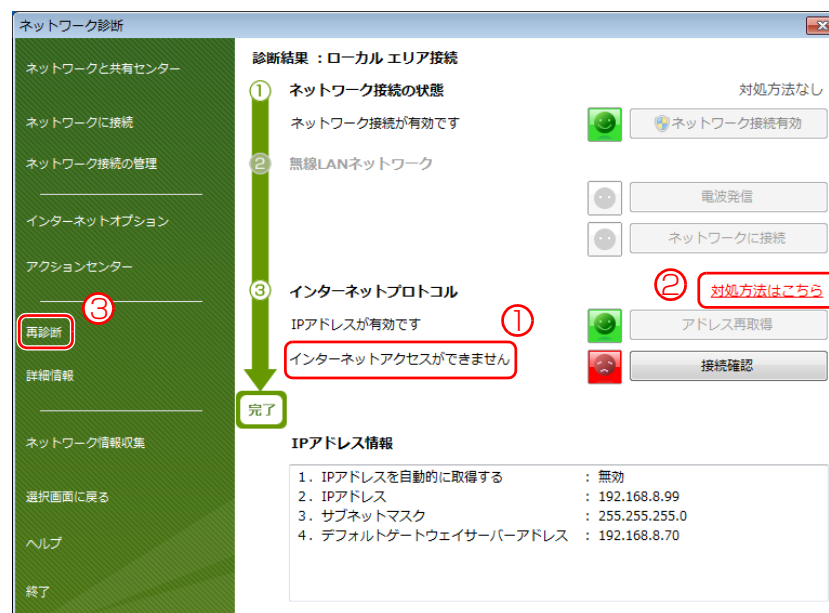 ネットワーク診断
ネットワークと共有センター
ネットワークに接続
ネットワーク接続の管理
インターネットオプション
アクションセンター
③
再診断
詳細情報
ネットワーク情報収集
選択画面に戻る
ヘルプ
終了
診断結果 ：ローカル エリア接続
① ネットワーク接続の状態 対処方法なし
ネットワーク接続が有効です ネットワーク接続有効
② 無線LANネットワーク
電波発信
ネットワークに接続
③ インターネットプロトコル ② 対処方法はこちら
IPアドレスが有効です ① アドレス再取得
インターネットアクセスができません 接続確認
完了
IPアドレス情報
1. IPアドレスを自動的に取得する : 無効
2. IPアドレス : 192.168.8.99
3. サブネットマスク : 255.255.255.0
4. デフォルトゲートウェイサーバーアドレス : 192.168.8.70